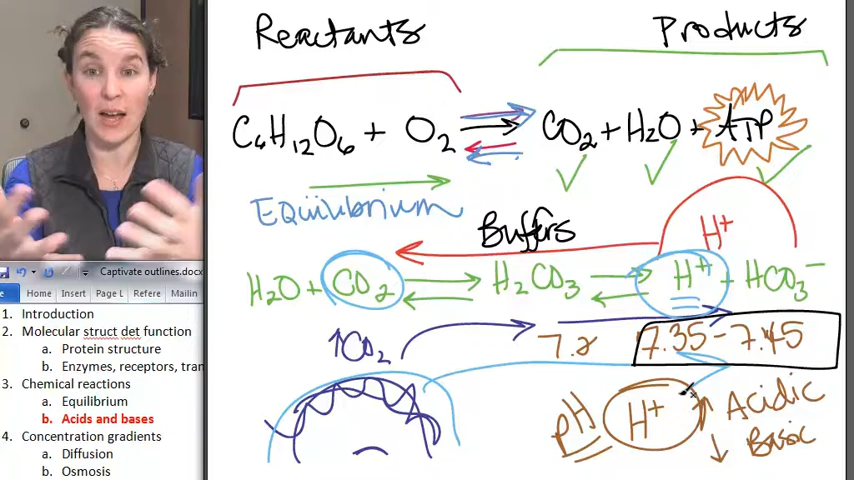 Reactants
Products
C6H12O6 + O2
CO2 + H2O + ATP
Equilibrium
Buffers
H+
H2O + CO2
H2CO3
H+ + HCO3-
↑CO2
7.2
7.35-7.45
pH
H+
↑ Acidic
↓ Basic
Captivate outlines.docx
Home Insert Page L Refere Mailin
1. Introduction
2. Molecular struct det function
a. Protein structure
b. Enzymes, receptors, tran
3. Chemical reactions
a. Equilibrium
b. Acids and bases
4. Concentration gradients
a. Diffusion
b. Osmosis